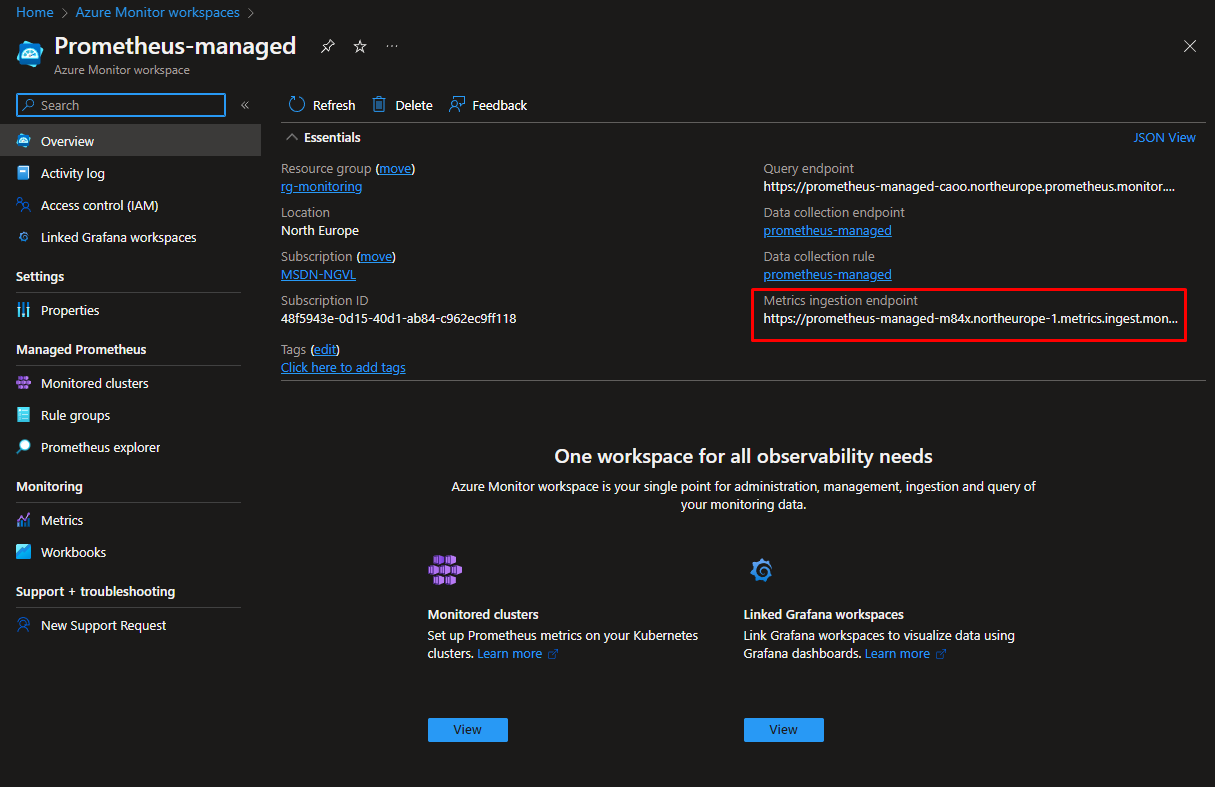 Home > Azure Monitor workspaces >
Prometheus-managed
Azure Monitor workspace
Search
«
Overview
Activity log
Access control (IAM)
Linked Grafana workspaces
Settings
Properties
Managed Prometheus
Monitored clusters
Rule groups
Prometheus explorer
Monitoring
Metrics
Workbooks
Support + troubleshooting
New Support Request
Refresh Delete Feedback
Essentials
JSON View
Resource group (move)
rg-monitoring
Location
North Europe
Subscription (move)
MSDN-NGVL
Subscription ID
48f5943e-0d15-40d1-ab84-c962ec9ff118
Tags (edit)
Click here to add tags
Query endpoint
https://prometheus-managed-caoo.northeurope.prometheus.monitor....
Data collection endpoint
prometheus-managed
Data collection rule
prometheus-managed
Metrics ingestion endpoint
https://prometheus-managed-m84x.northeurope-1.metrics.ingest.mon...
One workspace for all observability needs
Azure Monitor workspace is your single point for administration, management, ingestion and query of
your monitoring data.
Monitored clusters
Set up Prometheus metrics on your Kubernetes
clusters. Learn more
View
Linked Grafana workspaces
Link Grafana workspaces to visualize data using
Grafana dashboards. Learn more
View